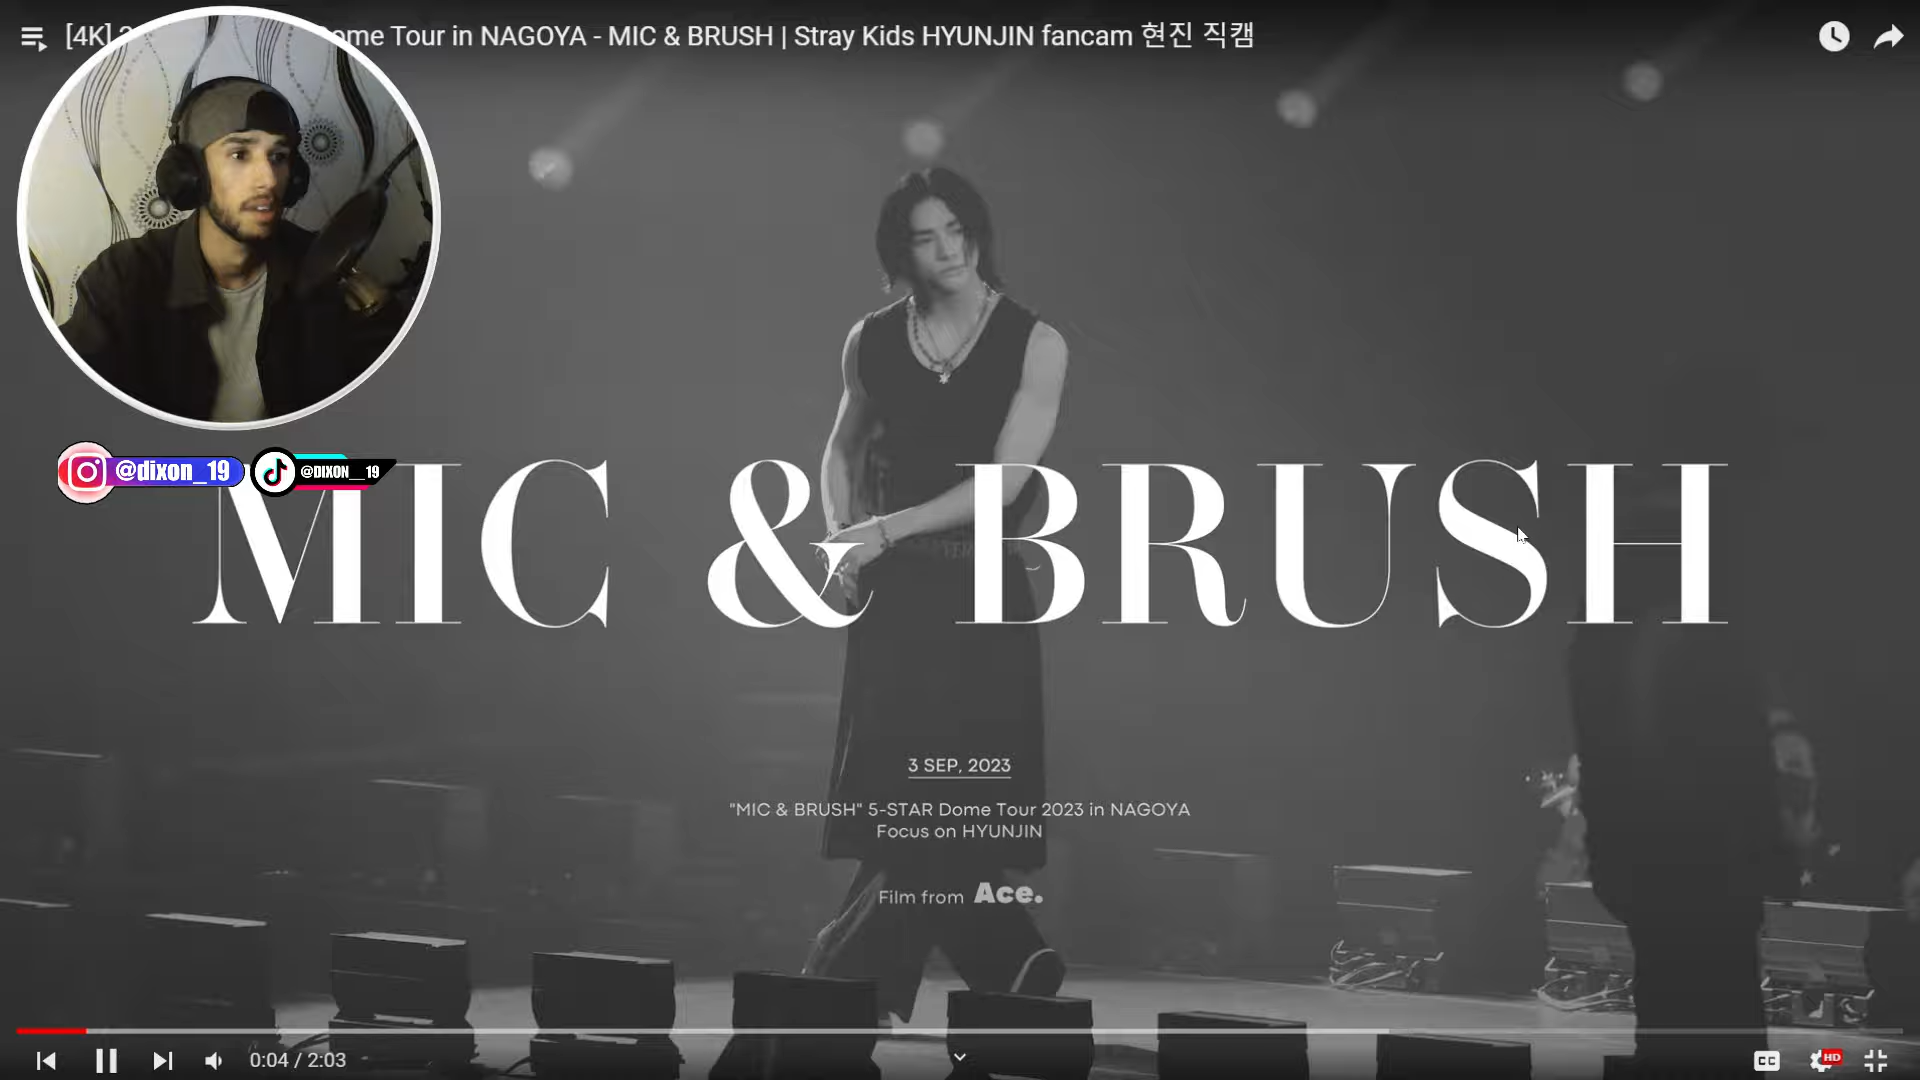 [4K] 2 ome Tour in NAGOYA - MIC & BRUSH | Stray Kids HYUNJIN fancam 현진 직캠
@dixon_19 @DIXON__19
MIC & BRUSH
3 SEP, 2023
"MIC & BRUSH" 5-STAR Dome Tour 2023 in NAGOYA
Focus on HYUNJIN
Film from Ace.
0:04 / 2:03
CC HD